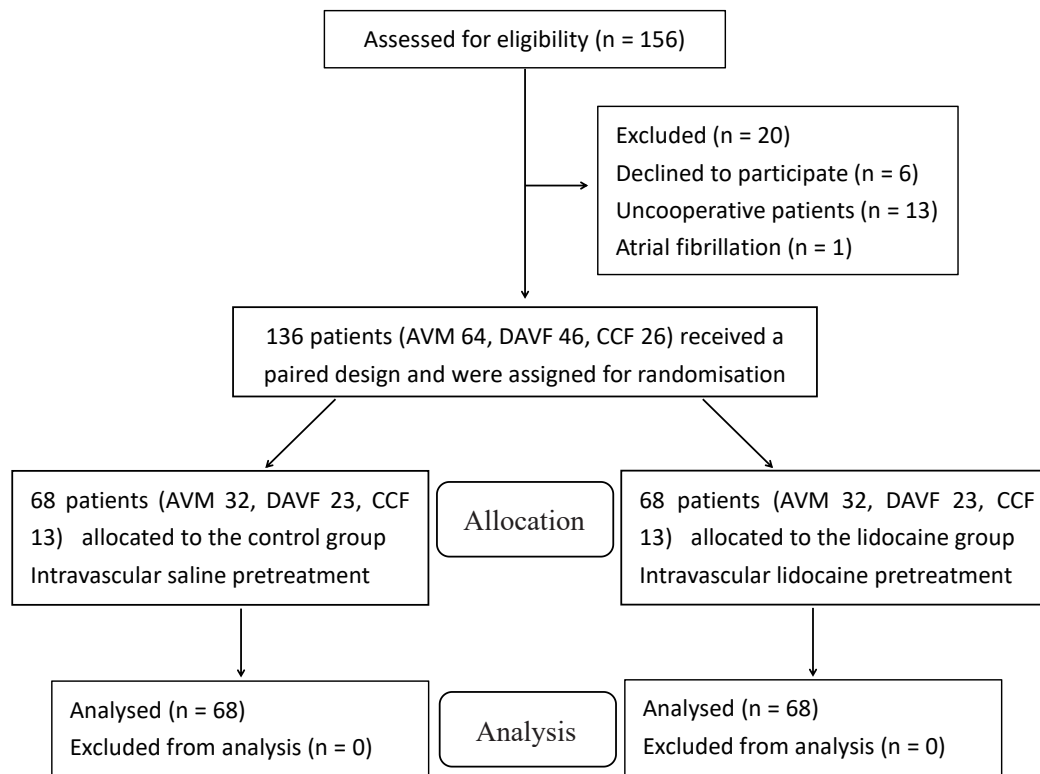 Assessed for eligibility (n = 156)
Excluded (n = 20)
Declined to participate (n = 6)
Uncooperative patients (n = 13)
Atrial fibrillation (n = 1)
136 patients (AVM 64, DAVF 46, CCF 26) received a
paired design and were assigned for randomisation
68 patients (AVM 32, DAVF 23, CCF
13) allocated to the control group
Intravascular saline pretreatment
Allocation
68 patients (AVM 32, DAVF 23, CCF
13) allocated to the lidocaine group
Intravascular lidocaine pretreatment
Analysed (n = 68)
Excluded from analysis (n = 0)
Analysis
Analysed (n = 68)
Excluded from analysis (n = 0)